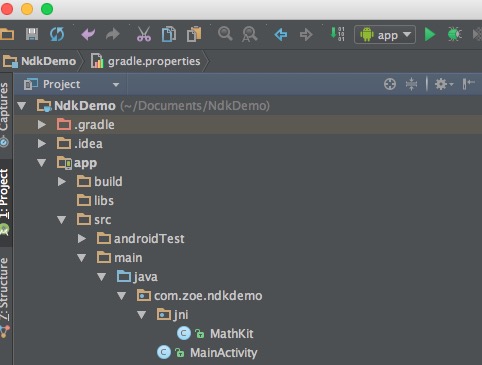 app
NdkDemo gradle.properties
Project
NdkDemo (~/Documents/NdkDemo)
.gradle
.idea
app
build
libs
src
androidTest
main
java
com.zoe.ndkdemo
jni
MathKit
MainActivity
Captures
1: Project
7: Structure